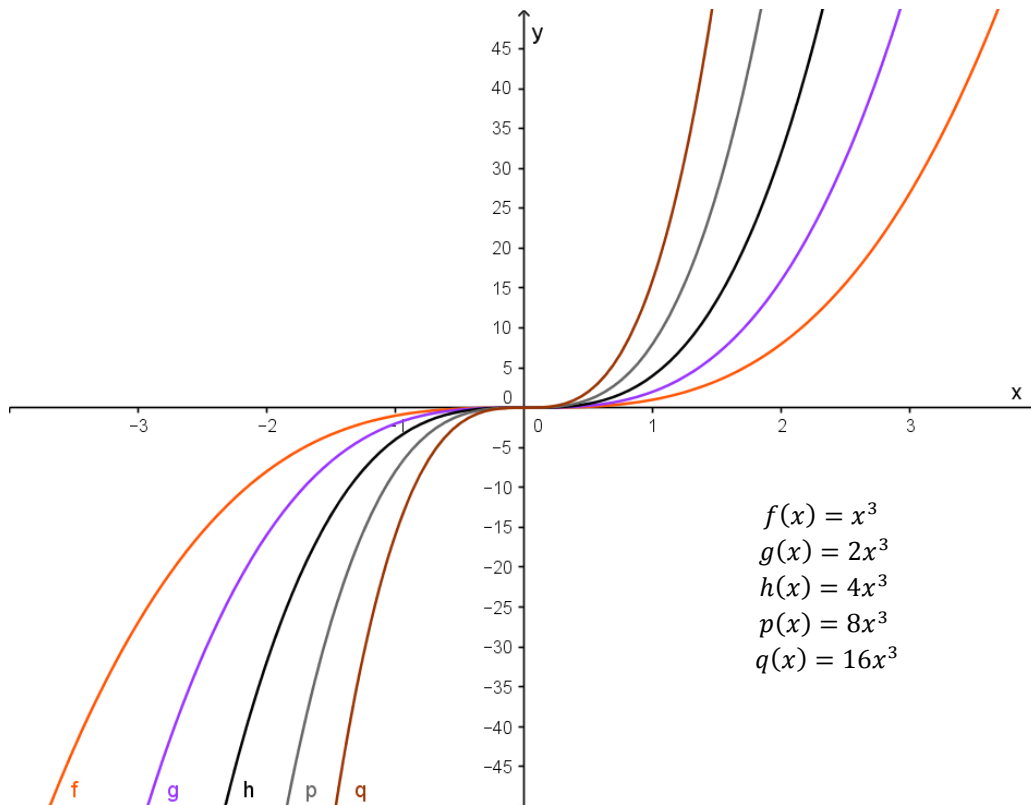 y
45
40
35
30
25
20
15
10
5
0
x
−3 −2 −1 0 1 2 3
−5
−10
−15
−20
−25
−30
−35
−40
−45
f(x) = x³
g(x) = 2x³
h(x) = 4x³
p(x) = 8x³
q(x) = 16x³
f g h p q